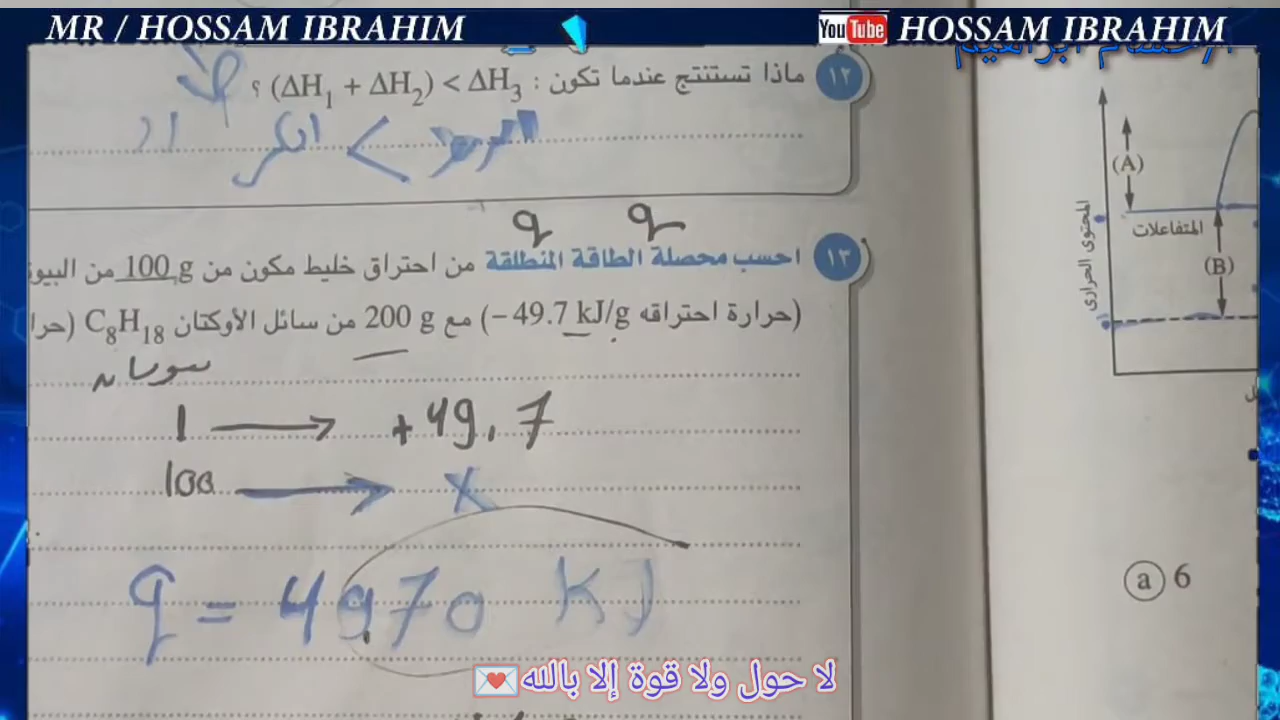 MR / HOSSAM IBRAHIM
YouTube HOSSAM IBRAHIM
١٢ ماذا تستنتج عندما تكون : (ΔH1 + ΔH2) < ΔH3 ؟
١٣ احسب محصلة الطاقة المنطلقة من احتراق خليط مكون من 100 g من
(حرارة احتراقه −49.7 kJ/g) مع 200 g من سائل الأوكتان C8H18
q q
1 → +49.7
100 → X
q = 4970 KJ
(A)
المتفاعلات
(B)
المحتوى الحرارى
a 6
لا حول ولا قوة إلا بالله